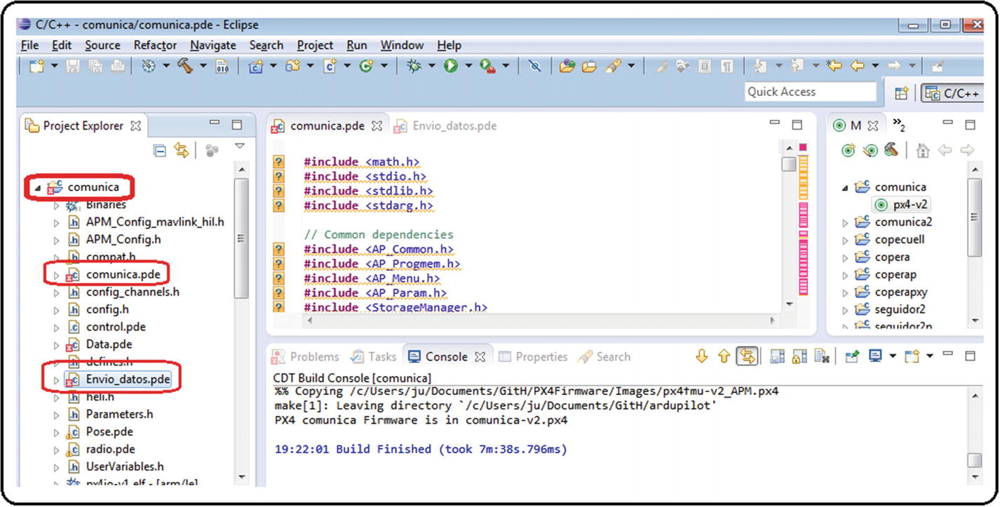 C/C++ - comunica/comunica.pde - Eclipse
File Edit Source Refactor Navigate Search Project Run Window Help
010
Quick Access
C/C++
Project Explorer
comunica
Binaries
APM_Config_mavlink_hil.h
APM_Config.h
compat.h
comunica.pde
config_channels.h
config.h
control.pde
Data.pde
defines.h
Envio_datos.pde
heli.h
Parameters.h
Pose.pde
radio.pde
UserVariables.h
px4io-v1.elf - [arm/le]
comunica.pde Envio_datos.pde
#include <math.h>
#include <stdio.h>
#include <stdlib.h>
#include <stdarg.h>
// Common dependencies
#include <AP_Common.h>
#include <AP_Progmem.h>
#include <AP_Menu.h>
#include <AP_Param.h>
#include <StorageManager.h>
M »2
comunica
px4-v2
comunica2
copecuell
copera
coperap
coperapxy
seguidor2
seguidor2n
Problems Tasks Console Properties Search
CDT Build Console [comunica]
%% Copying /c/Users/ju/Documents/GitH/PX4Firmware/Images/px4fmu-v2_APM.px4
make[1]: Leaving directory `/c/Users/ju/Documents/GitH/ardupilot'
PX4 comunica Firmware is in comunica-v2.px4
19:22:01 Build Finished (took 7m:38s.796ms)